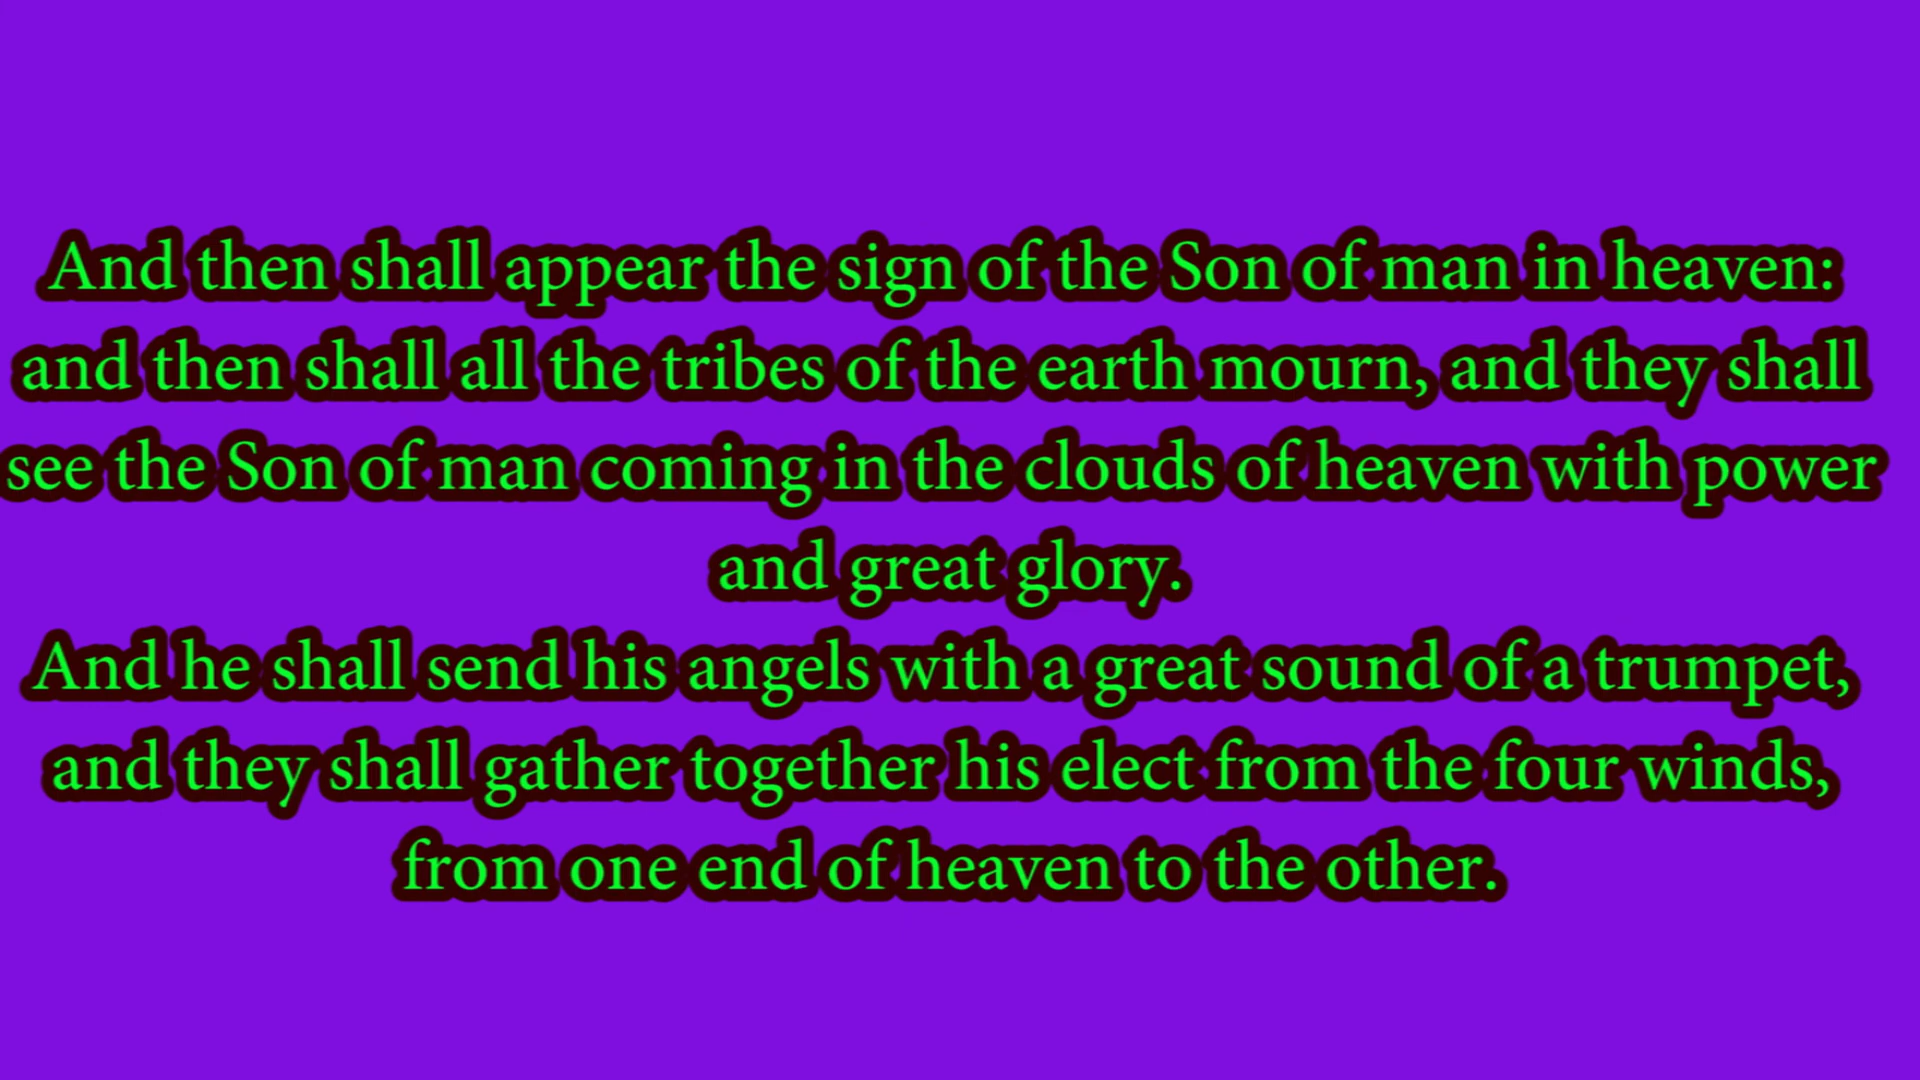 And then shall appear the sign of the Son of man in heaven:
and then shall all the tribes of the earth mourn, and they shall
see the Son of man coming in the clouds of heaven with power
and great glory.
And he shall send his angels with a great sound of a trumpet,
and they shall gather together his elect from the four winds,
from one end of heaven to the other.